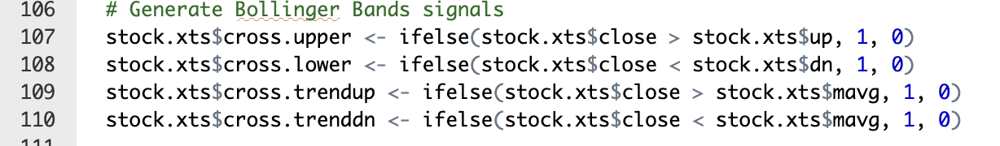 106 # Generate Bollinger Bands signals
107 stock.xts$cross.upper <- ifelse(stock.xts$close > stock.xts$up, 1, 0)
108 stock.xts$cross.lower <- ifelse(stock.xts$close < stock.xts$dn, 1, 0)
109 stock.xts$cross.trendup <- ifelse(stock.xts$close > stock.xts$mavg, 1, 0)
110 stock.xts$cross.trenddn <- ifelse(stock.xts$close < stock.xts$mavg, 1, 0)
111